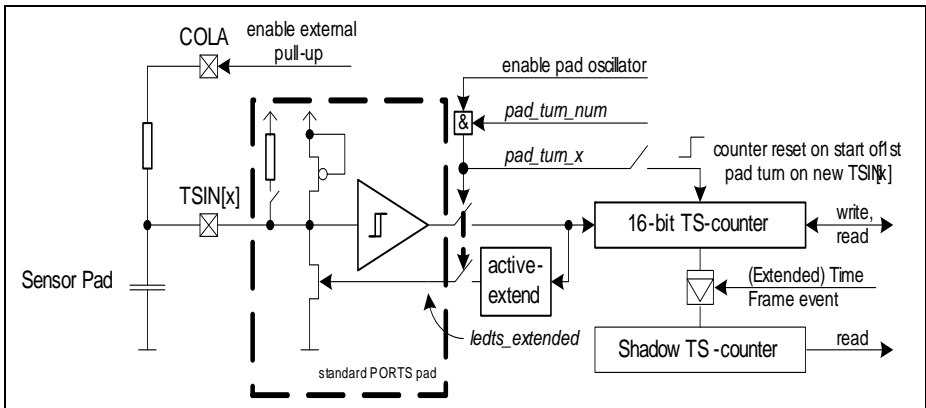 COLA
enable external
pull-up
enable pad oscillator
&
pad_turn_num
pad_turn_x
counter reset on start of1st
pad turn on new TSIN[x]
TSIN[x]
16-bit TS-counter
write,
read
Sensor Pad
active-
extend
(Extended) Time
Frame event
ledts_extended
Shadow TS -counter
read
standard PORTS pad